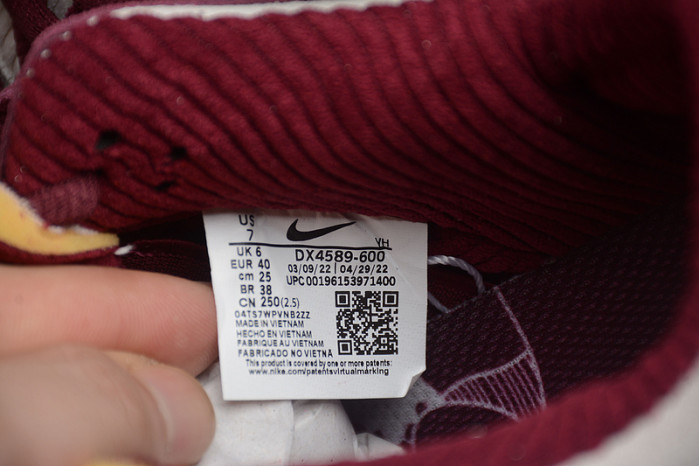 US
7
VH
UK 6
EUR 40
cm 25
BR 38
CN 250(2.5)
DX4589-600
03/09/22 | 04/29/22
UPC00196153971400
04TS7WPVNB2ZZ
MADE IN VIETNAM
HECHO EN VIETNAM
FABRIQUE AU VIETNAM
FABRICADO NO VIETNÃ
This product is covered by one or more patents:
www.nike.com/patentsvirtualmarking